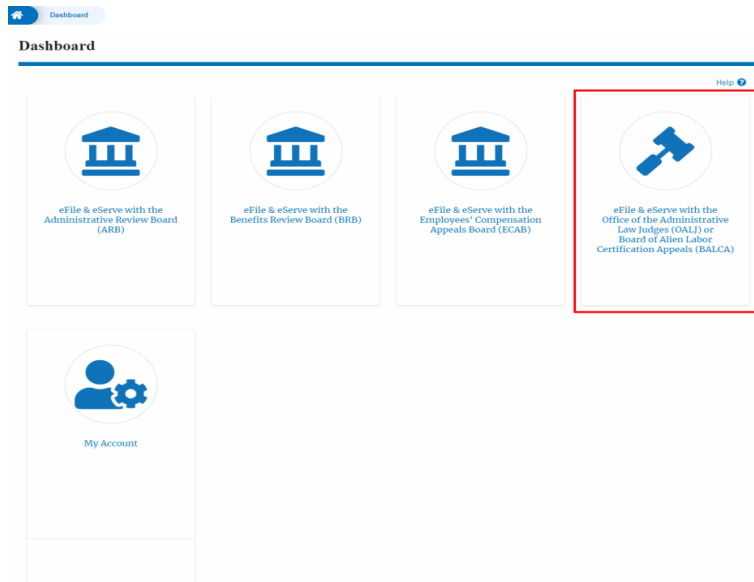 Dashboard
Dashboard
Help
eFile & eServe with the
Administrative Review Board
(ARB)
eFile & eServe with the
Benefits Review Board (BRB)
eFile & eServe with the
Employees' Compensation
Appeals Board (ECAB)
eFile & eServe with the
Office of the Administrative
Law Judges (OALJ) or
Board of Alien Labor
Certification Appeals (BALCA)
My Account